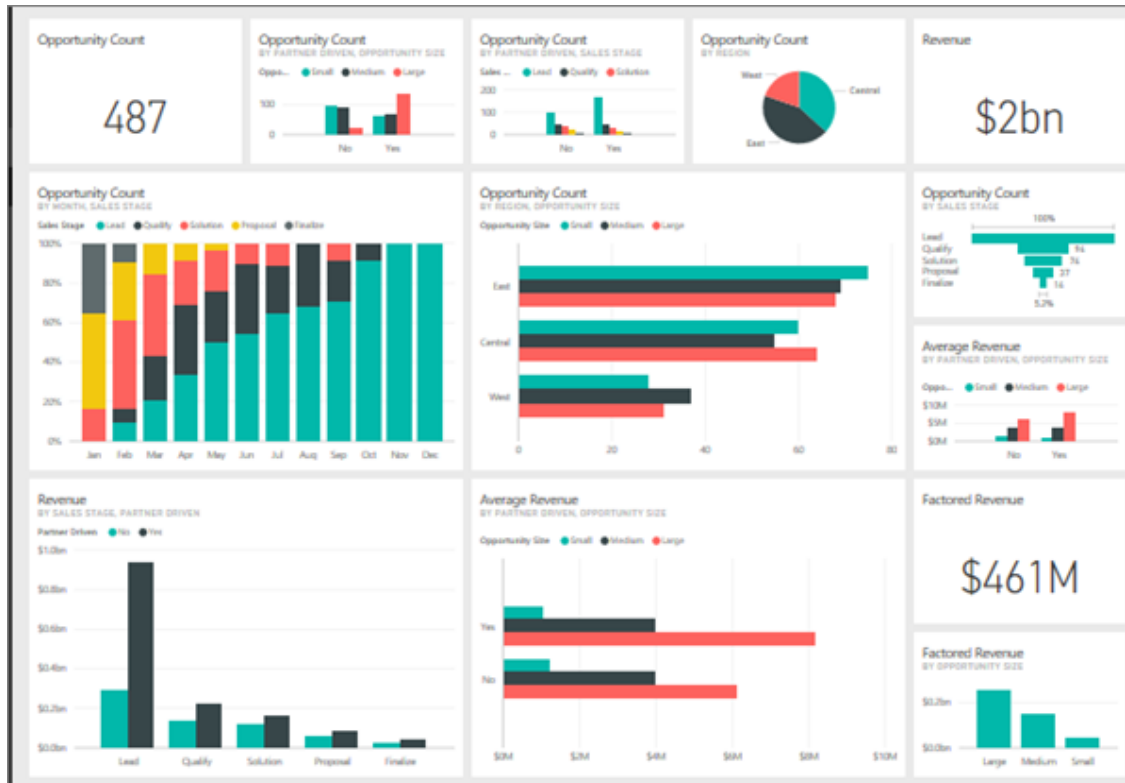 Opportunity Count
487
Opportunity Count
BY PARTNER DRIVEN, OPPORTUNITY SIZE
Oppo... Small Medium Large
100
0
No Yes
Opportunity Count
BY PARTNER DRIVEN, SALES STAGE
Sales ... Lead Qualify Solution
200
100
0
No Yes
Opportunity Count
BY REGION
West
Central
East
Revenue
$2bn
Opportunity Count
BY MONTH, SALES STAGE
Sales Stage Lead Qualify Solution Proposal Finalize
100%
80%
60%
40%
20%
0%
Jan Feb Mar Apr May Jun Jul Aug Sep Oct Nov Dec
Opportunity Count
BY REGION, OPPORTUNITY SIZE
Opportunity Size Small Medium Large
East
Central
West
0 20 40 60 80
Opportunity Count
BY SALES STAGE
100%
Lead
Qualify 94
Solution 76
Proposal 37
Finalize 14
5.2%
Average Revenue
BY PARTNER DRIVEN, OPPORTUNITY SIZE
Oppo... Small Medium Large
$10M
$5M
$0M
No Yes
Revenue
BY SALES STAGE, PARTNER DRIVEN
Partner Driven No Yes
$1.0bn
$0.8bn
$0.6bn
$0.4bn
$0.2bn
$0.0bn
Lead Qualify Solution Proposal Finalize
Average Revenue
BY PARTNER DRIVEN, OPPORTUNITY SIZE
Opportunity Size Small Medium Large
Yes
No
$0M $2M $4M $6M $8M $10M
Factored Revenue
$461M
Factored Revenue
BY OPPORTUNITY SIZE
$0.2bn
$0.0bn
Large Medium Small